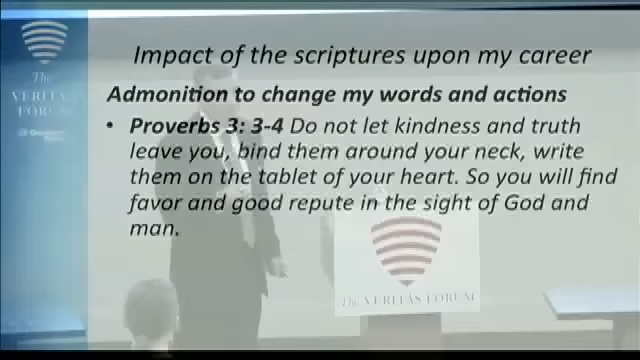 Impact of the scriptures upon my career
Admonition to change my words and actions
• Proverbs 3: 3-4 Do not let kindness and truth
leave you, bind them around your neck, write
them on the tablet of your heart. So you will find
favor and good repute in the sight of God and
man.
The
VERITAS
FORUM
The VERITAS FORUM